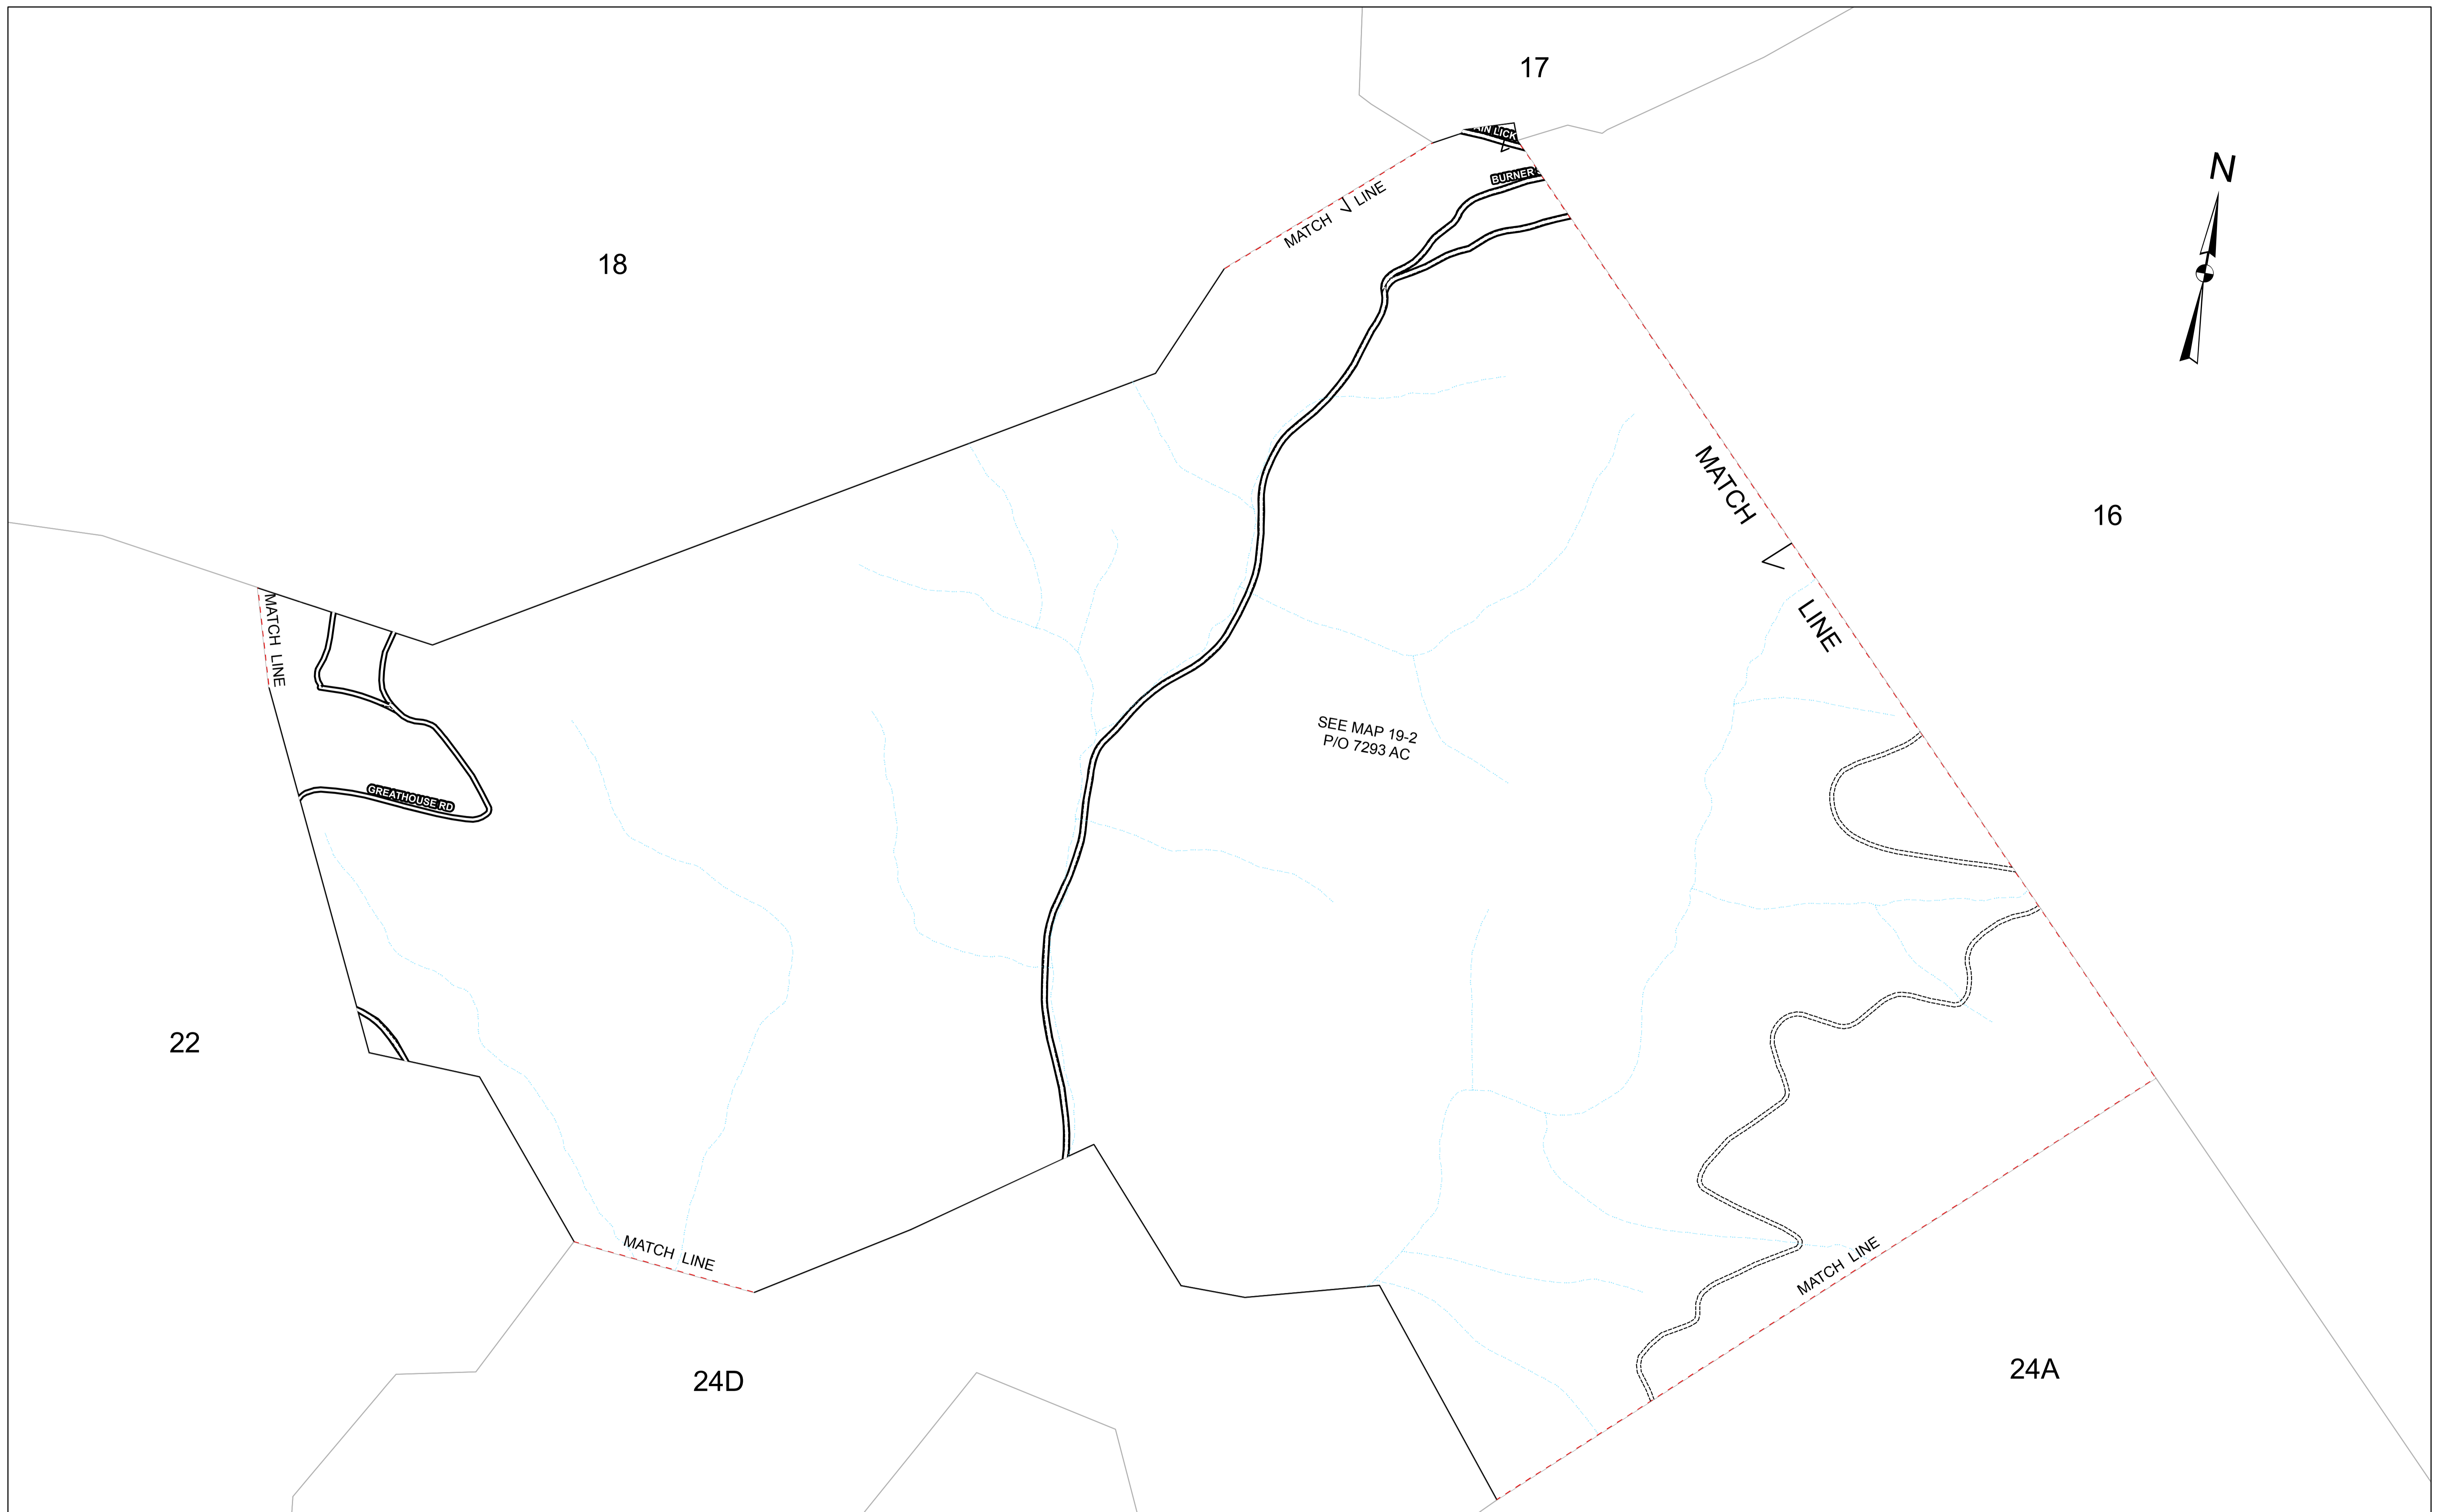 17
N
LICK
BURNER
MATCH LINE
18
MATCH LINE
16
MATCH LINE
SEE MAP 19-2
P/O 7293 AC
GREATHOUSE RD
22
MATCH LINE
MATCH LINE
24D
24A